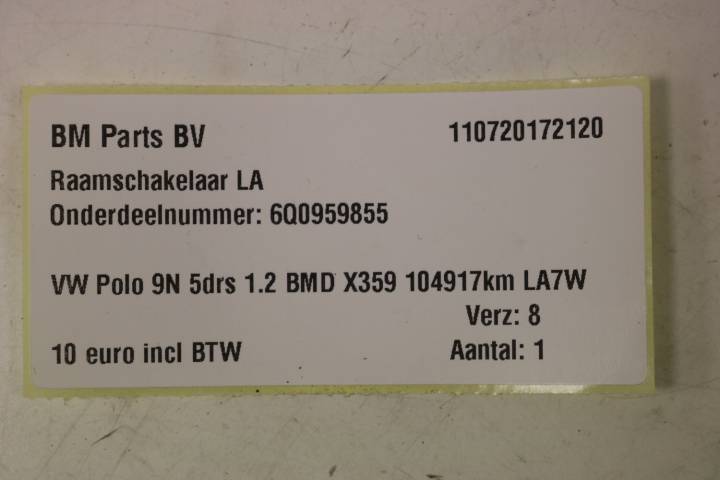 BM Parts BV 110720172120
Raamschakelaar LA
Onderdeelnummer: 6Q0959855
VW Polo 9N 5drs 1.2 BMD X359 104917km LA7W
Verz: 8
10 euro incl BTW Aantal: 1